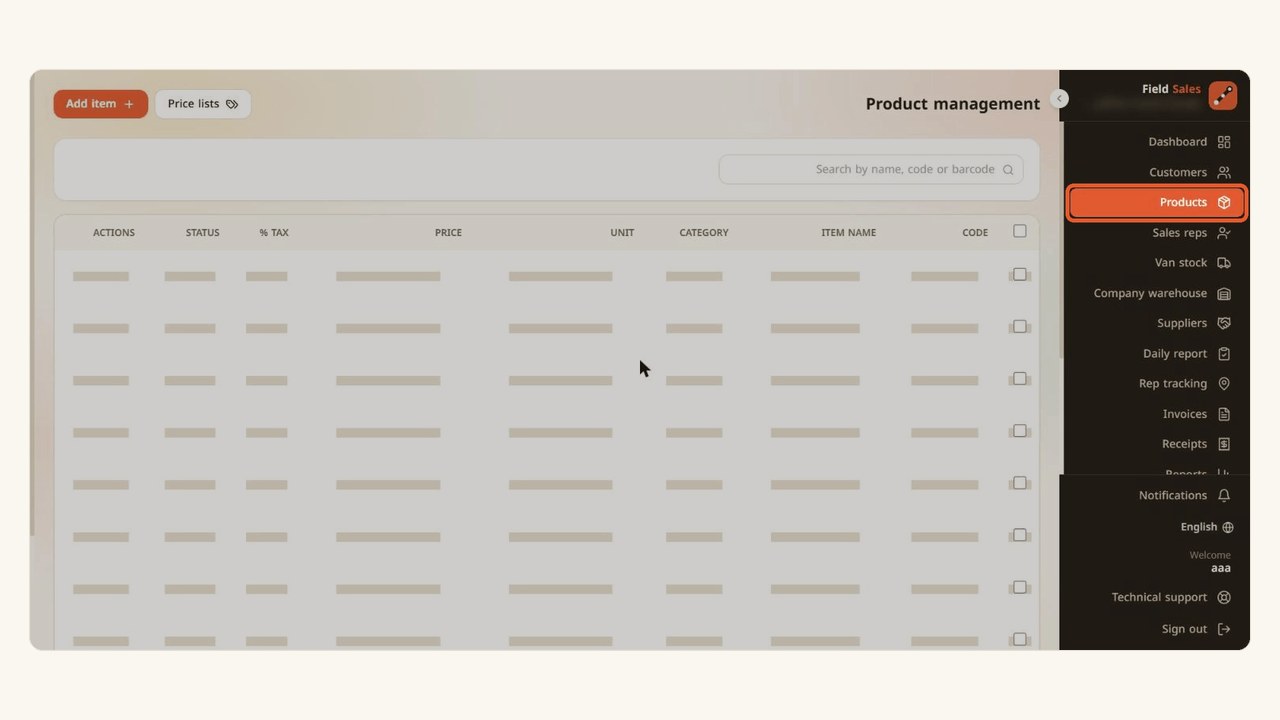 Add item
Price lists
Product management
Search by name, code or barcode
ACTIONS STATUS % TAX PRICE UNIT CATEGORY ITEM NAME CODE
Field Sales
Dashboard
Customers
Products
Sales reps
Van stock
Company warehouse
Suppliers
Daily report
Rep tracking
Invoices
Receipts
Reports
Notifications
English
Welcome
aaa
Technical support
Sign out